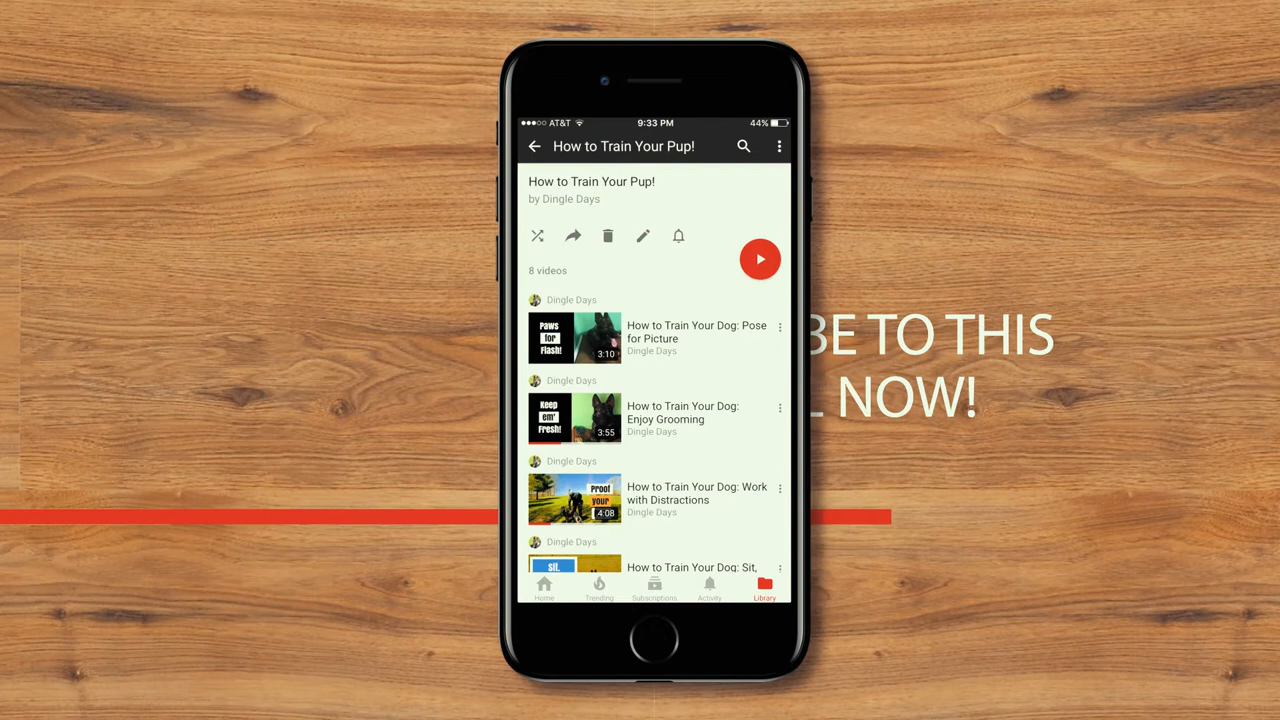 AT&T
9:33 PM
44%
How to Train Your Pup!
How to Train Your Pup!
by Dingle Days
8 videos
Dingle Days
Paws
for
Flash!
3:10
How to Train Your Dog: Pose
for Picture
Dingle Days
Dingle Days
Keep
em'
Fresh!
3:55
How to Train Your Dog:
Enjoy Grooming
Dingle Days
Dingle Days
Proof
your
4:08
How to Train Your Dog: Work
with Distractions
Dingle Days
Dingle Days
Sit,
How to Train Your Dog: Sit,
Home
Trending
Subscriptions
Activity
Library
BE TO THIS
L NOW!